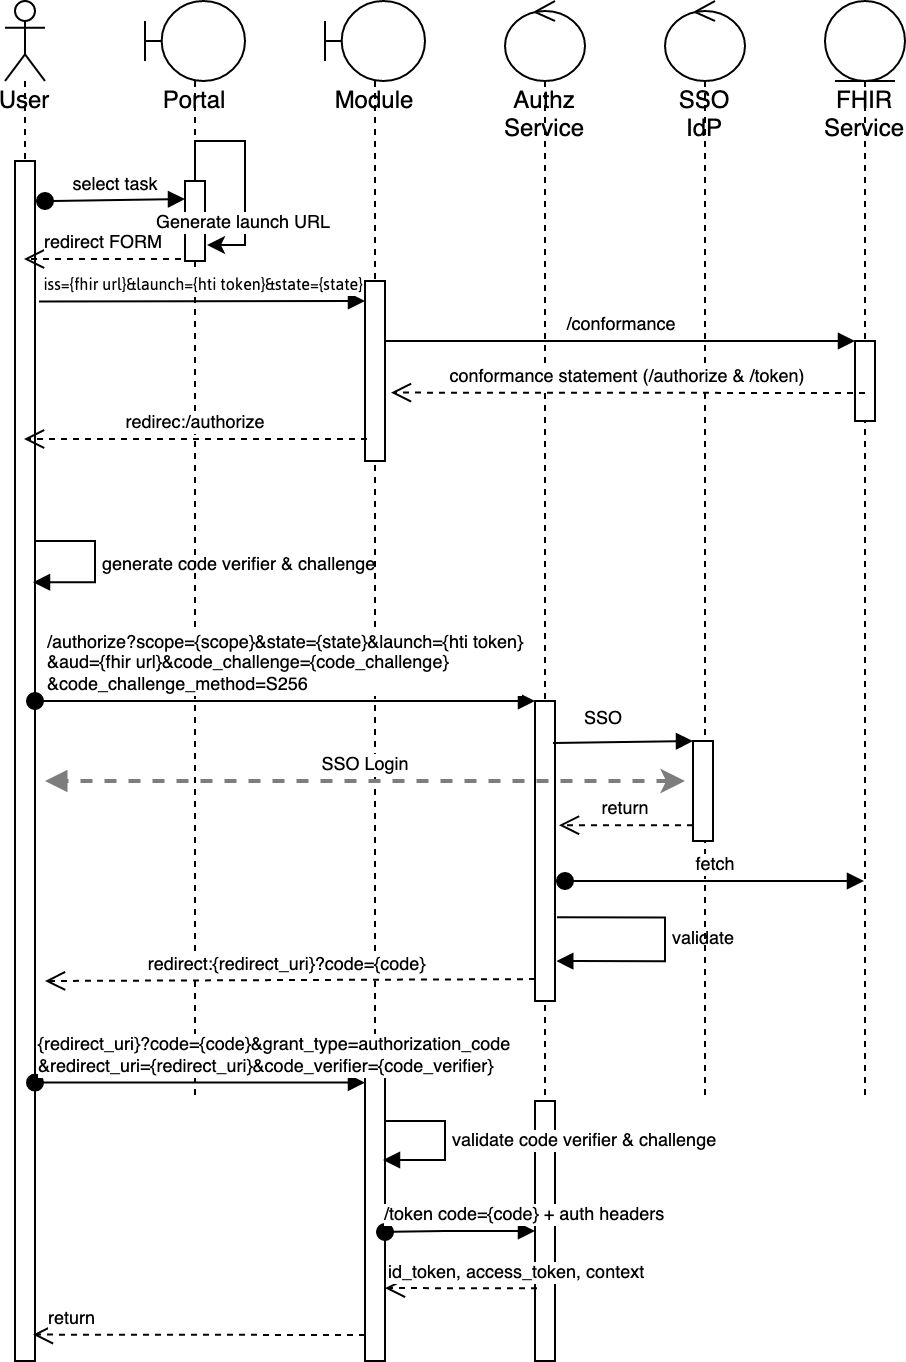 User
Portal
Module
Authz
Service
SSO
IdP
FHIR
Service
select task
Generate launch URL
redirect FORM
iss={fhir url}&launch={hti token}&state={state}
/conformance
conformance statement (/authorize & /token)
redirec:/authorize
generate code verifier & challenge
/authorize?scope={scope}&state={state}&launch={hti token}
&aud={fhir url}&code_challenge={code_challenge}
&code_challenge_method=S256
SSO
SSO Login
return
fetch
validate
redirect:{redirect_uri}?code={code}
{redirect_uri}?code={code}&grant_type=authorization_code
&redirect_uri={redirect_uri}&code_verifier={code_verifier}
validate code verifier & challenge
/token code={code} + auth headers
id_token, access_token, context
return